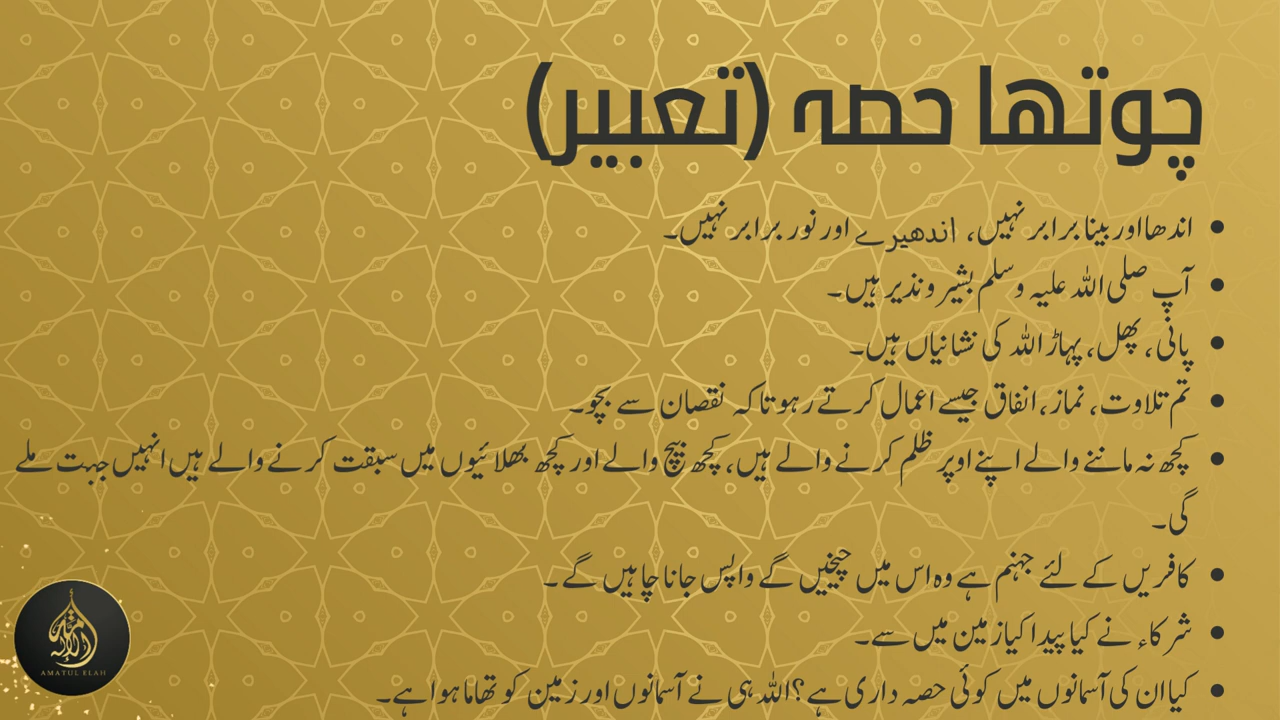 چوتھا حصہ (تعبیر)
اندھا اور بینا برابر نہیں، اندھیرے اور نور برابر نہیں۔
آپ صلی اللہ علیہ وسلم بشیر و نذیر ہیں۔
پانی، پھل، پہاڑ اللہ کی نشانیاں ہیں۔
تم تلاوت، نماز، انفاق جیسے اعمال کرتے رہو تاکہ نقصان سے بچو۔
کچھ نہ ماننے والے اپنے اوپر ظلم کرنے والے ہیں، کچھ بیچ والے اور کچھ بھلائیوں میں سبقت کرنے والے ہیں انہیں جہت ملے
گی۔
کافریں کے لئے جہنم ہے وہ اس میں چیخیں گے واپس جانا چاہیں گے۔
شرکاء نے کیا پیدا کیا زمین میں سے۔
کیا ان کی آسمانوں میں کوئی حصہ داری ہے؟ اللہ ہی نے آسمانوں اور زمین کو تھاما ہوا ہے۔
AMATUL ELAH